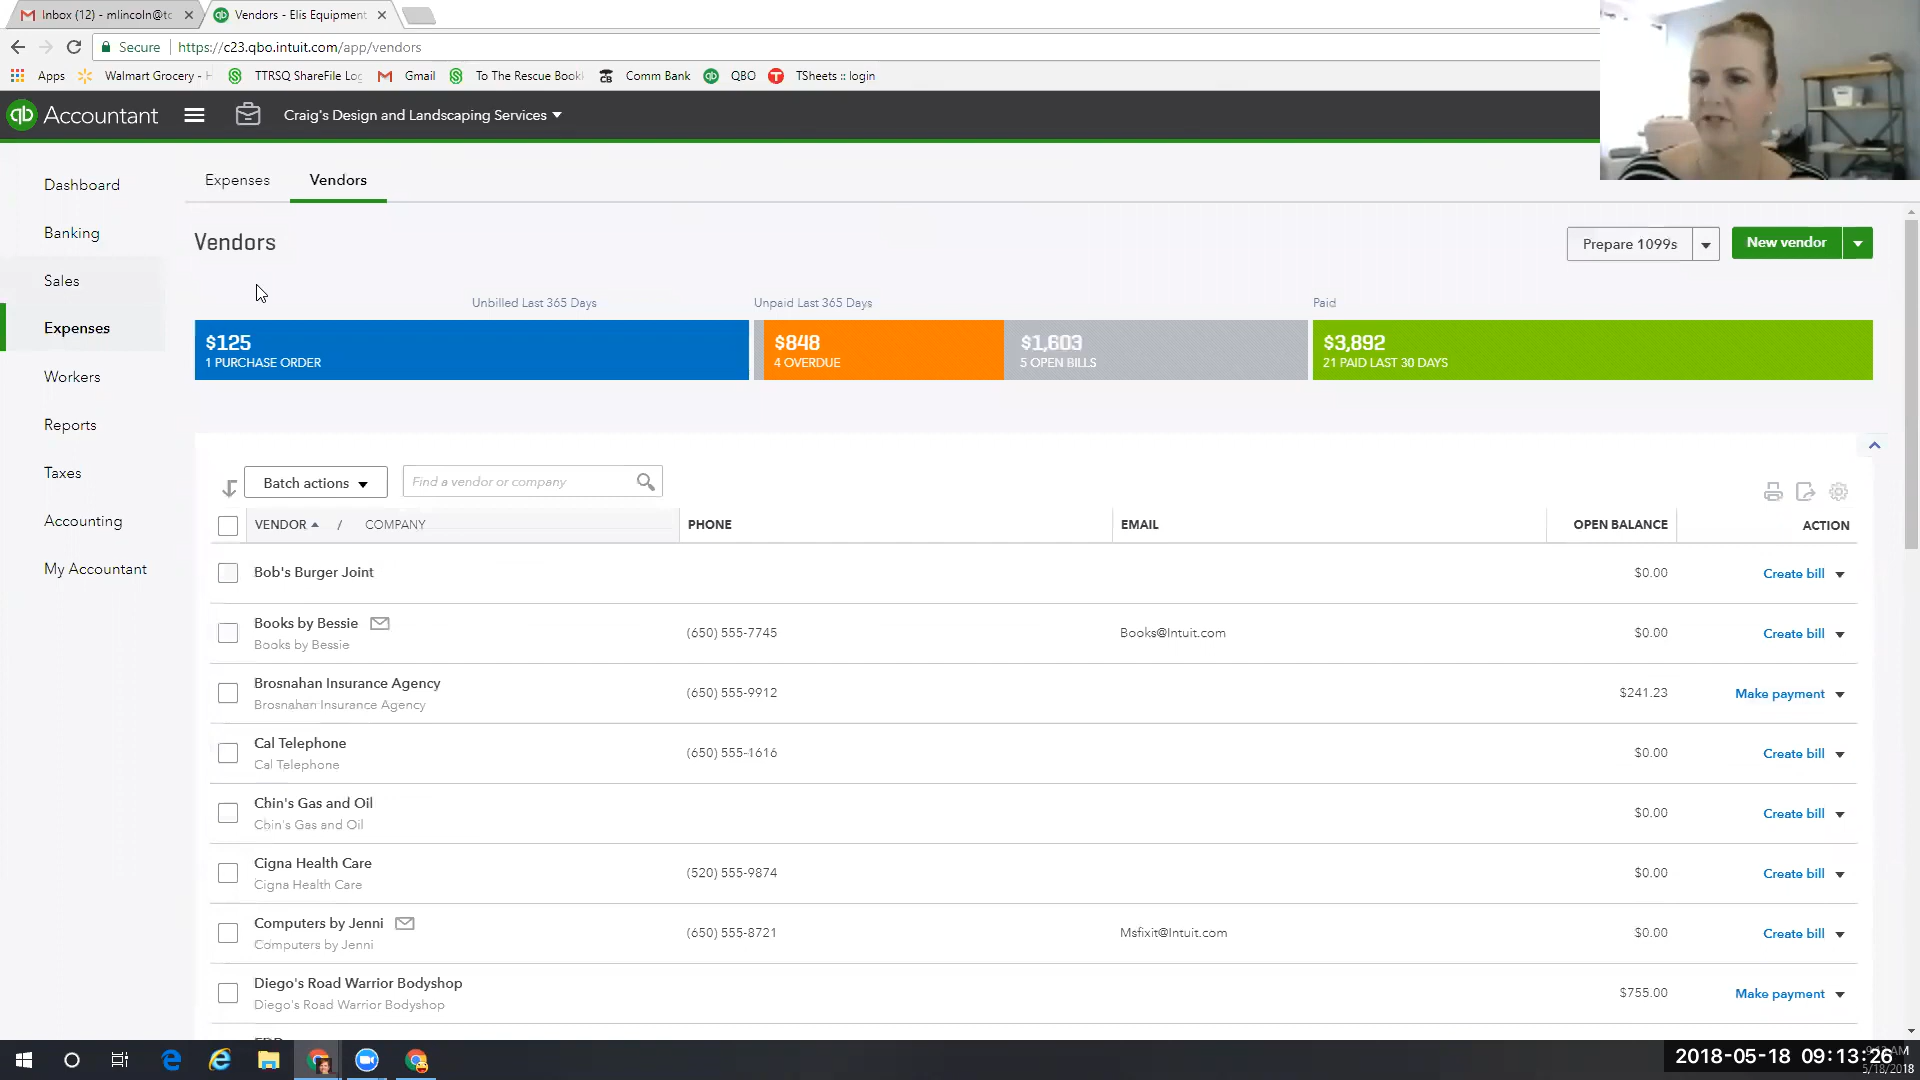 Inbox (12) - mlincoln@tc
Vendors - Elis Equipment
Secure
https://c23.qbo.intuit.com/app/vendors
Apps
Walmart Grocery - H
TTRSQ ShareFile Log
Gmail
To The Rescue Book
Comm Bank
QBO
TSheets :: login
qb Accountant
Craig's Design and Landscaping Services
Dashboard
Banking
Sales
Expenses
Workers
Reports
Taxes
Accounting
My Accountant
Expenses
Vendors
Vendors
Prepare 1099s
New vendor
Unbilled Last 365 Days
Unpaid Last 365 Days
Paid
$125
1 PURCHASE ORDER
$848
4 OVERDUE
$1,603
5 OPEN BILLS
$3,892
21 PAID LAST 30 DAYS
Batch actions
Find a vendor or company
VENDOR / COMPANY PHONE EMAIL OPEN BALANCE ACTION
Bob's Burger Joint $0.00 Create bill
Books by Bessie (650) 555-7745 Books@Intuit.com $0.00 Create bill
Books by Bessie
Brosnahan Insurance Agency (650) 555-9912 $241.23 Make payment
Brosnahan Insurance Agency
Cal Telephone (650) 555-1616 $0.00 Create bill
Cal Telephone
Chin's Gas and Oil $0.00 Create bill
Chin's Gas and Oil
Cigna Health Care (520) 555-9874 $0.00 Create bill
Cigna Health Care
Computers by Jenni (650) 555-8721 Msfixit@Intuit.com $0.00 Create bill
Computers by Jenni
Diego's Road Warrior Bodyshop $755.00 Make payment
Diego's Road Warrior Bodyshop
2018-05-18 09:13:26
5/18/2018